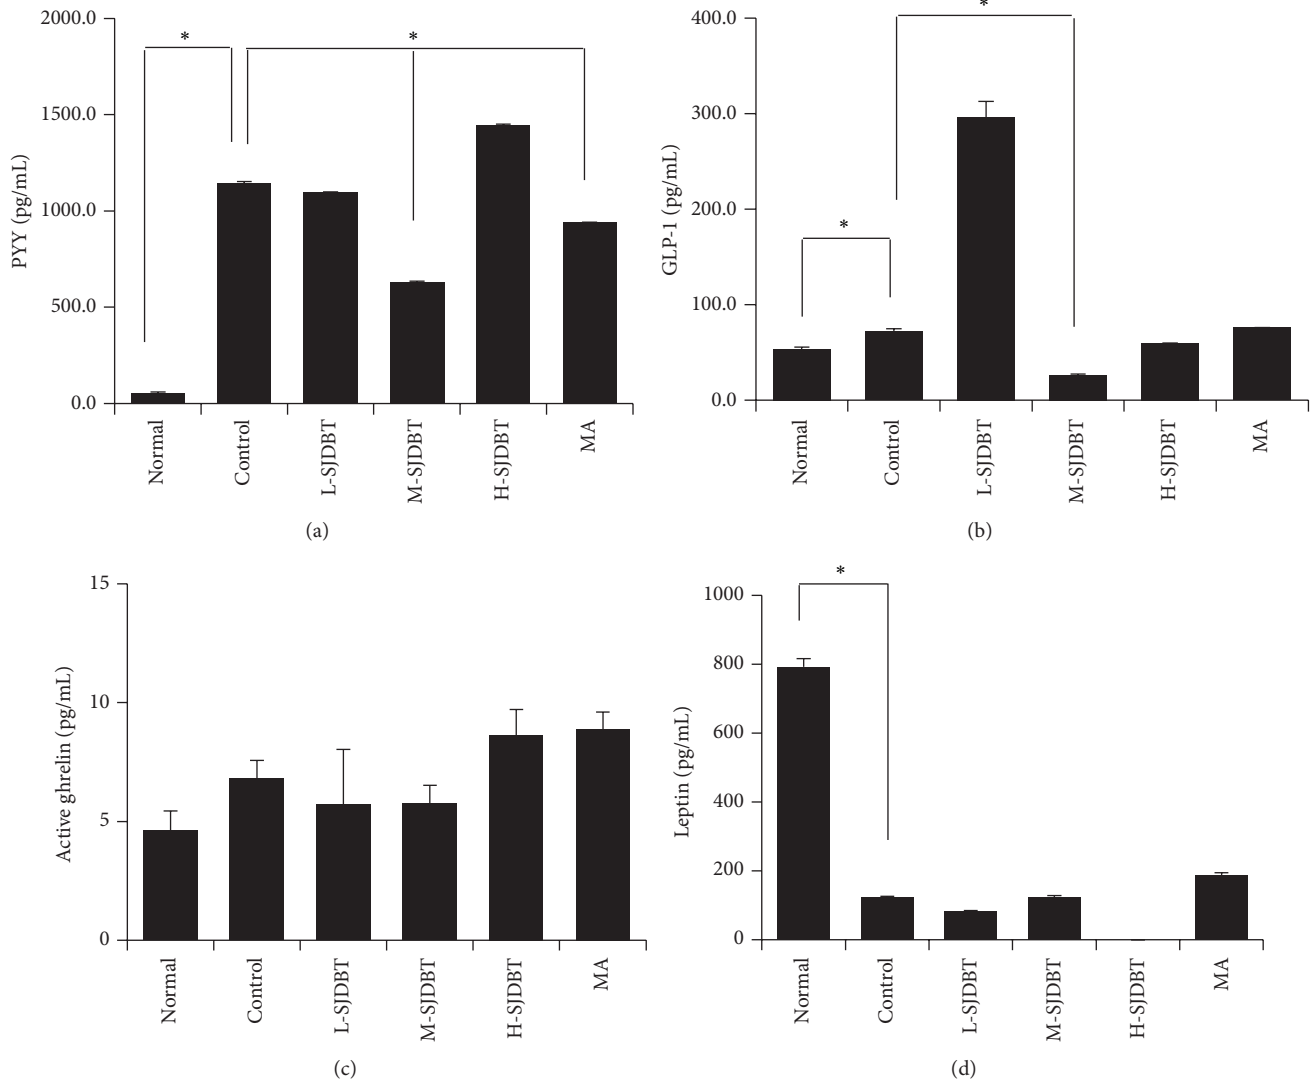 2000.0
1500.0
1000.0
500.0
0.0
PYY (pg/mL)
*
*
Normal
Control
L-SJDBT
M-SJDBT
H-SJDBT
MA
(a)
400.0
300.0
200.0
100.0
0.0
GLP-1 (pg/mL)
*
*
Normal
Control
L-SJDBT
M-SJDBT
H-SJDBT
MA
(b)
15
10
5
0
Active ghrelin (pg/mL)
Normal
Control
L-SJDBT
M-SJDBT
H-SJDBT
MA
(c)
1000
800
600
400
200
0
Leptin (pg/mL)
*
Normal
Control
L-SJDBT
M-SJDBT
H-SJDBT
MA
(d)